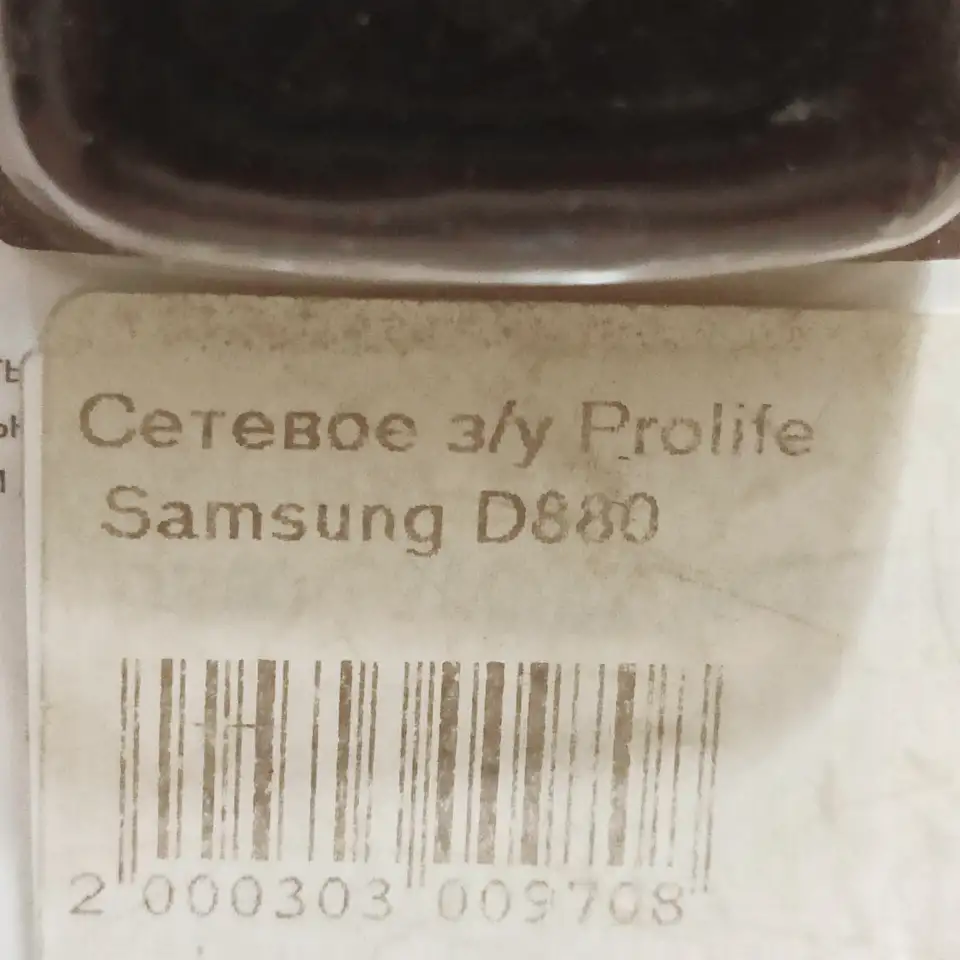 Сетевое з/у Prolife
Samsung D880
2 000303 009708